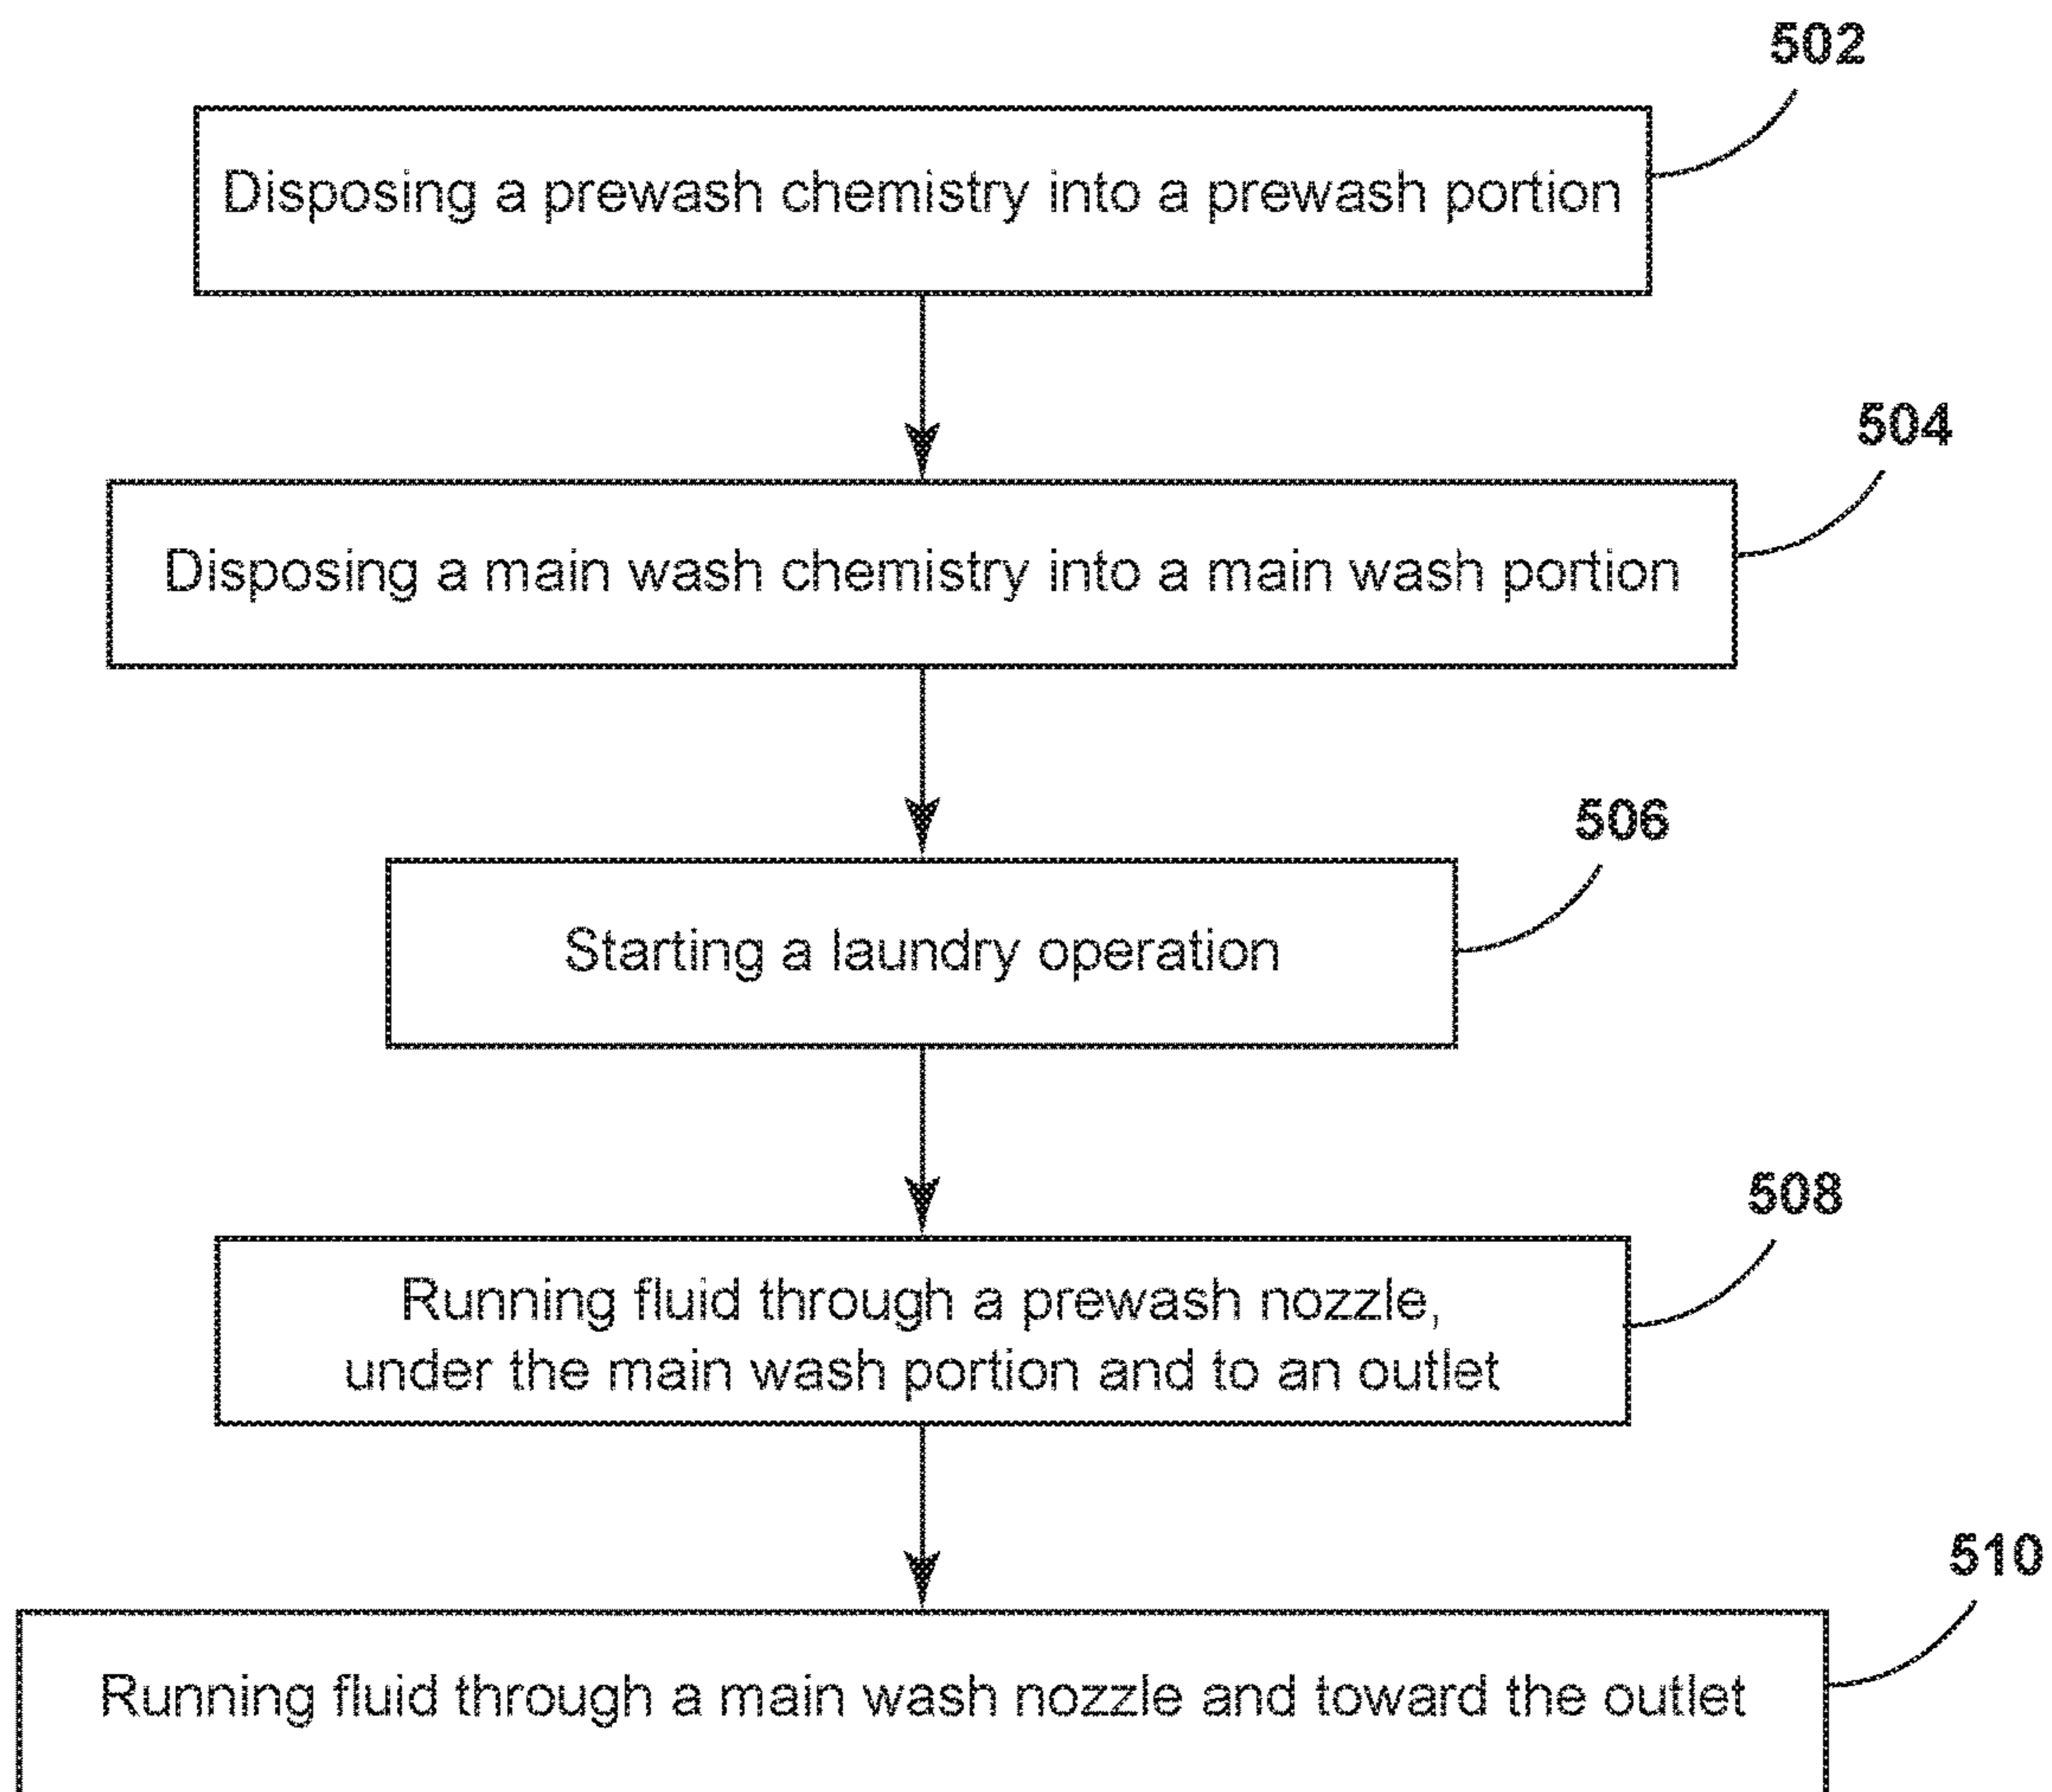 502
Disposing a prewash chemistry into a prewash portion
504
Disposing a main wash chemistry into a main wash portion
506
Starting a laundry operation
508
Running fluid through a prewash nozzle,
under the main wash portion and to an outlet
510
Running fluid through a main wash nozzle and toward the outlet